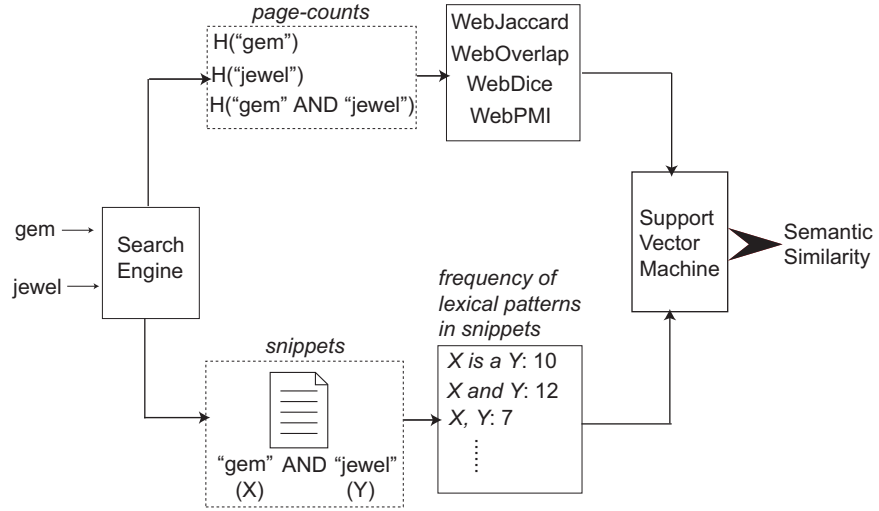 page-counts
H(“gem”)
H(“jewel”)
H(“gem” AND “jewel”)
WebJaccard
WebOverlap
WebDice
WebPMI
gem
jewel
Search
Engine
Support
Vector
Machine
Semantic
Similarity
snippets
“gem” AND “jewel”
(X) (Y)
frequency of
lexical patterns
in snippets
X is a Y: 10
X and Y: 12
X, Y: 7